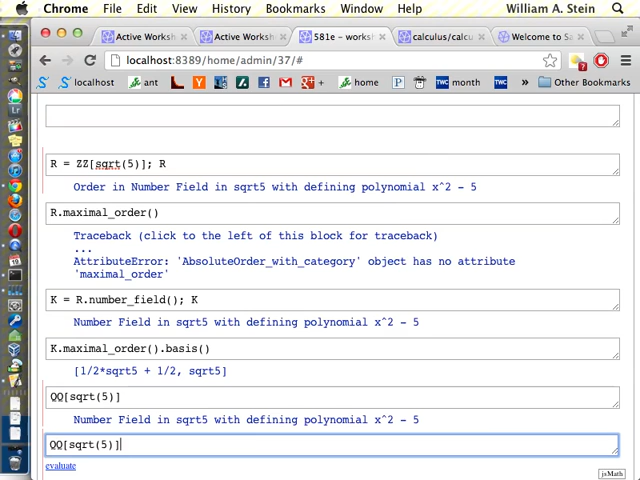 Chrome File Edit View History Bookmarks Window Help William A. Stein
Active Worksh Active Worksh 581e – worksh calculus/calcu Welcome to Sa
localhost:8389/home/admin/37/#
localhost ant + home month TWC » Other Bookmarks
R = ZZ[sqrt(5)]; R
Order in Number Field in sqrt5 with defining polynomial x^2 - 5
R.maximal_order()
Traceback (click to the left of this block for traceback)
...
AttributeError: 'AbsoluteOrder_with_category' object has no attribute
'maximal_order'
K = R.number_field(); K
Number Field in sqrt5 with defining polynomial x^2 - 5
K.maximal_order().basis()
[1/2*sqrt5 + 1/2, sqrt5]
QQ[sqrt(5)]
Number Field in sqrt5 with defining polynomial x^2 - 5
QQ[sqrt(5)]
evaluate
jsMath